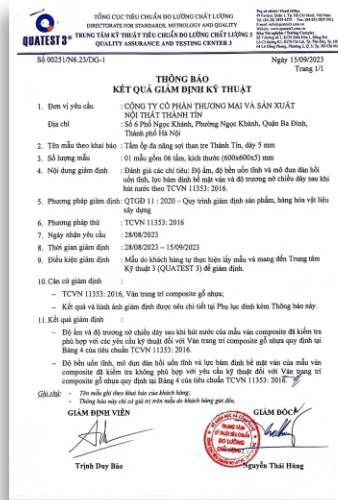 TỔNG CỤC TIÊU CHUẨN ĐO LƯỜNG CHẤT LƯỢNG
DIRECTORATE FOR STANDARDS, METROLOGY AND QUALITY
TRUNG TÂM KỸ THUẬT TIÊU CHUẨN ĐO LƯỜNG CHẤT LƯỢNG 3
QUALITY ASSURANCE AND TESTING CENTER 3
QUATEST 3
Số 00251/N6.23/DG-1
Ngày 15/09/2023
Trang 1/1
THÔNG BÁO
KẾT QUẢ GIÁM ĐỊNH KỸ THUẬT
1. Đơn vị yêu cầu : CÔNG TY CỔ PHẦN THƯƠNG MẠI VÀ SẢN XUẤT
NỘI THẤT THÀNH TÍN
Địa chỉ : Số 6 Phố Ngọc Khánh, Phường Ngọc Khánh, Quận Ba Đình,
Thành phố Hà Nội
2. Tên mẫu theo khai báo : Tấm ốp đa năng sợi than tre Thành Tín, dày 5 mm
3. Số lượng mẫu : 01 mẫu gồm 06 tấm, kích thước (600x600x5) mm
4. Nội dung giám định : Đánh giá các chỉ tiêu: Độ ẩm, độ bền uốn tĩnh và mô đun đàn hồi
uốn tĩnh, lực bám đinh bề mặt ván và độ trương nở chiều dày sau khi
hút nước theo TCVN 11353: 2016
5. Phương pháp giám định: QTGĐ 11 : 2020 – Quy trình giám định sản phẩm, hàng hóa vật liệu
xây dựng
6. Phương pháp thử : TCVN 11353: 2016
7. Ngày nhận yêu cầu : 28/08/2023
8. Thời gian giám định : 28/08/2023 – 15/09/2023
9. Điều kiện giám định : Mẫu do khách hàng tự thực hiện lấy mẫu và mang đến Trung tâm
Kỹ thuật 3 (QUATEST 3) để giám định.
10. Căn cứ giám định :
– TCVN 11353: 2016, Ván trang trí composite gỗ nhựa;
– Kết quả và hình ảnh giám định được nêu chi tiết tại Phụ lục đính kèm Thông báo này.
11. Kết quả giám định :
– Độ ẩm và độ trương nở chiều dày sau khi hút nước của mẫu ván composite đã kiểm tra
phù hợp với các yêu cầu kỹ thuật đối với Ván trang trí composite gỗ nhựa quy định tại
Bảng 4 của tiêu chuẩn TCVN 11353: 2016.
– Độ bền uốn tĩnh, mô đun đàn hồi uốn tĩnh và lực bám đinh bề mặt ván của mẫu ván
composite đã kiểm tra không phù hợp với yêu cầu kỹ thuật đối với Ván trang trí
composite gỗ nhựa quy định tại Bảng 4 của tiêu chuẩn TCVN 11353: 2016.
Ghi chú: - Tên mẫu ghi theo khai báo của khách hàng;
- Thông báo này chỉ có giá trị trên mẫu do khách hàng gửi đến.
GIÁM ĐỊNH VIÊN
GIÁM ĐỐC
TRUNG TÂM
KỸ THUẬT TIÊU CHUẨN
ĐO LƯỜNG
CHẤT LƯỢNG 3
Trịnh Duy Bảo
Nguyễn Thái Hùng